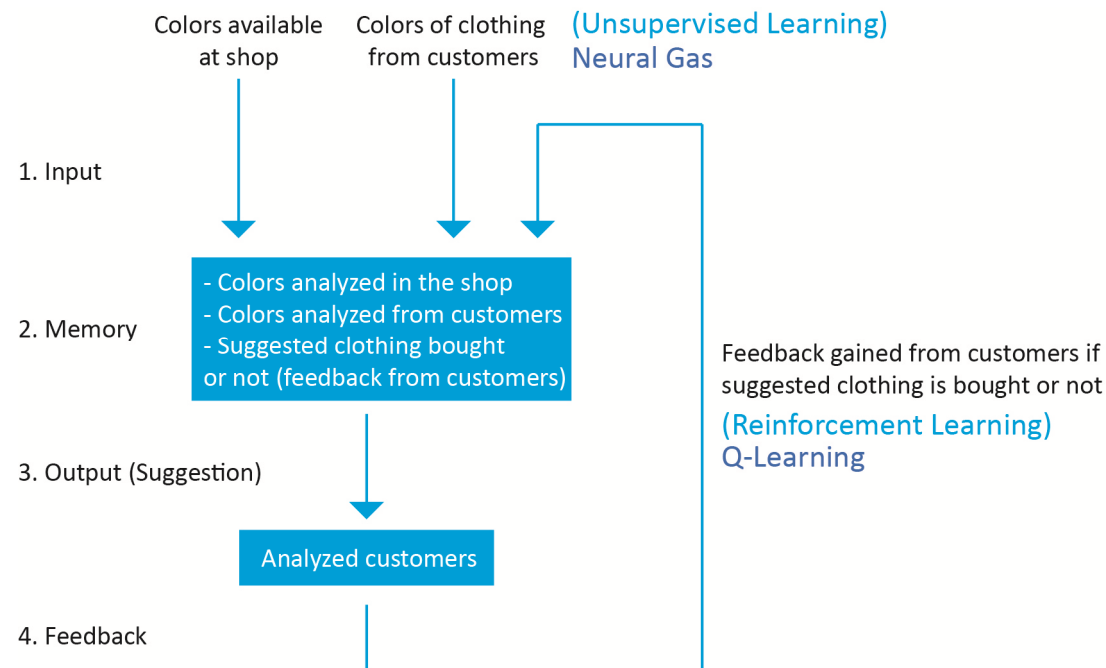 Colors available
at shop
Colors of clothing
from customers
(Unsupervised Learning)
Neural Gas
1. Input
- Colors analyzed in the shop
- Colors analyzed from customers
- Suggested clothing bought
or not (feedback from customers)
2. Memory
Feedback gained from customers if
suggested clothing is bought or not
(Reinforcement Learning)
Q-Learning
3. Output (Suggestion)
Analyzed customers
4. Feedback